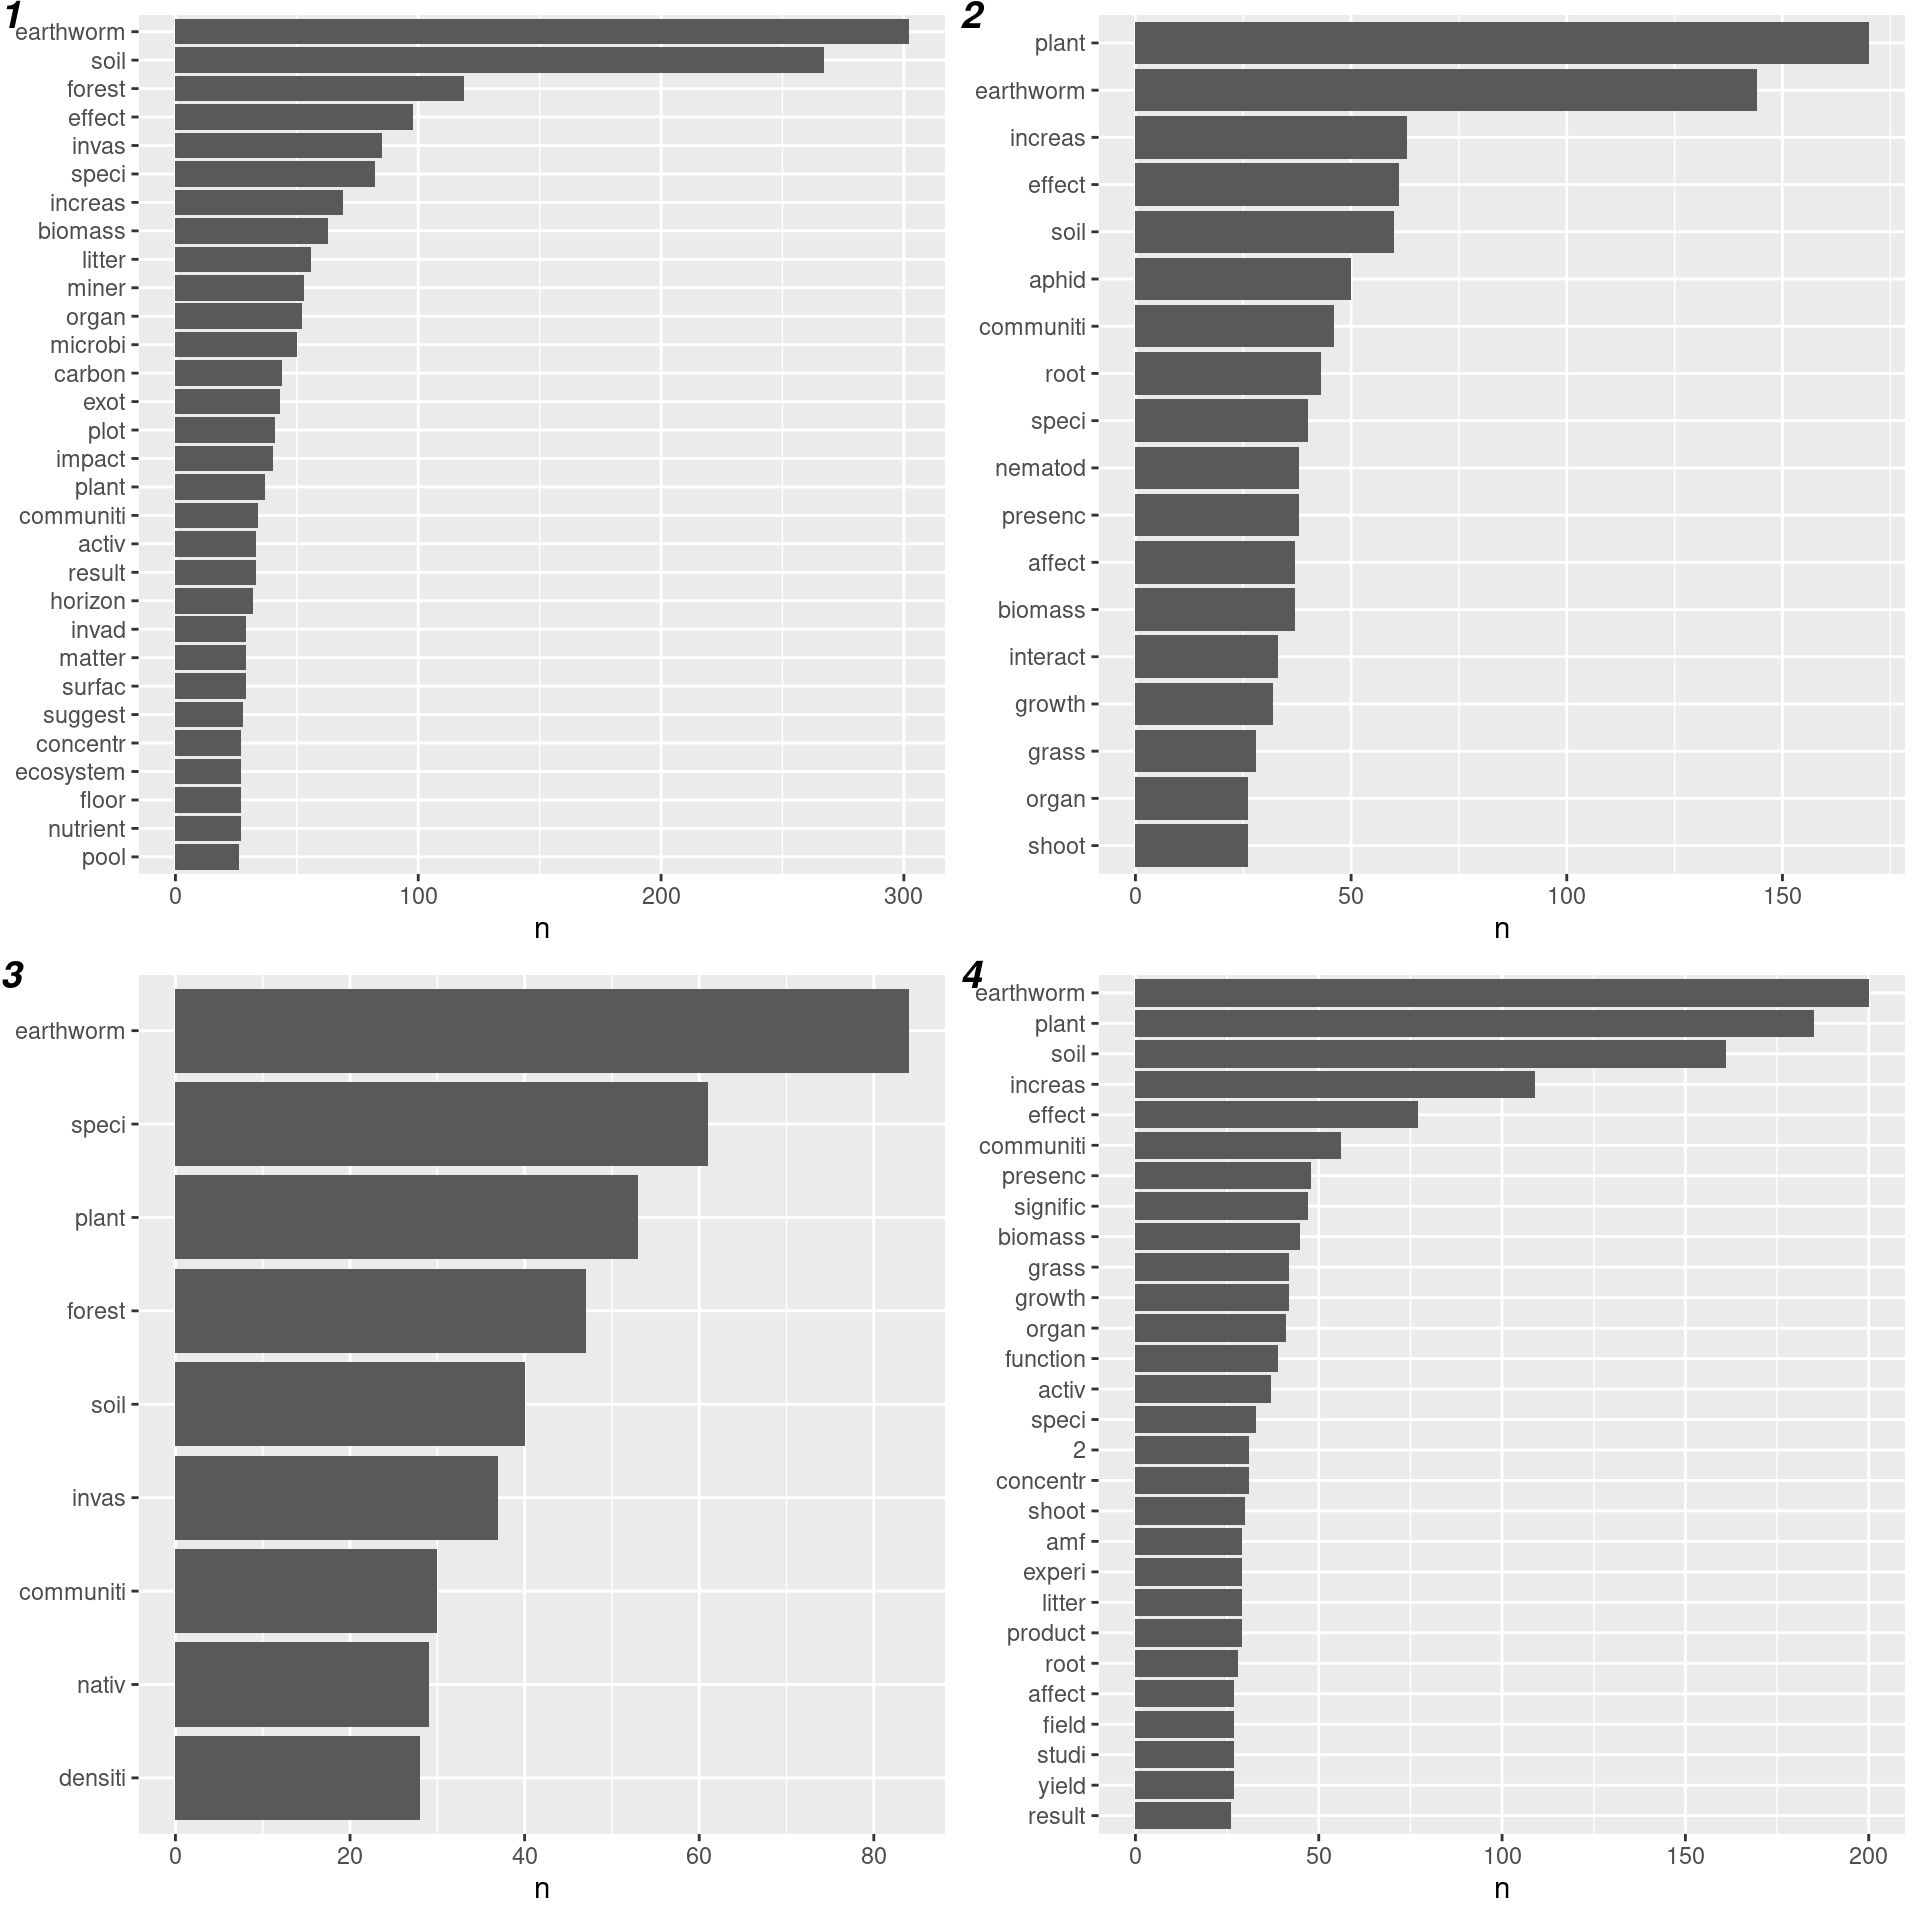 1
earthworm
soil
forest
effect
invas
speci
increas
biomass
litter
miner
organ
microbi
carbon
exot
plot
impact
plant
communiti
activ
result
horizon
invad
matter
surfac
suggest
concentr
ecosystem
floor
nutrient
pool
0 100 200 300
n
2
plant
earthworm
increas
effect
soil
aphid
communiti
root
speci
nematod
presenc
affect
biomass
interact
growth
grass
organ
shoot
0 50 100 150
n
3
earthworm
speci
plant
forest
soil
invas
communiti
nativ
densiti
0 20 40 60 80
n
4
earthworm
plant
soil
increas
effect
communiti
presenc
signific
biomass
grass
growth
organ
function
activ
speci
2
concentr
shoot
amf
experi
litter
product
root
affect
field
studi
yield
result
0 50 100 150 200
n